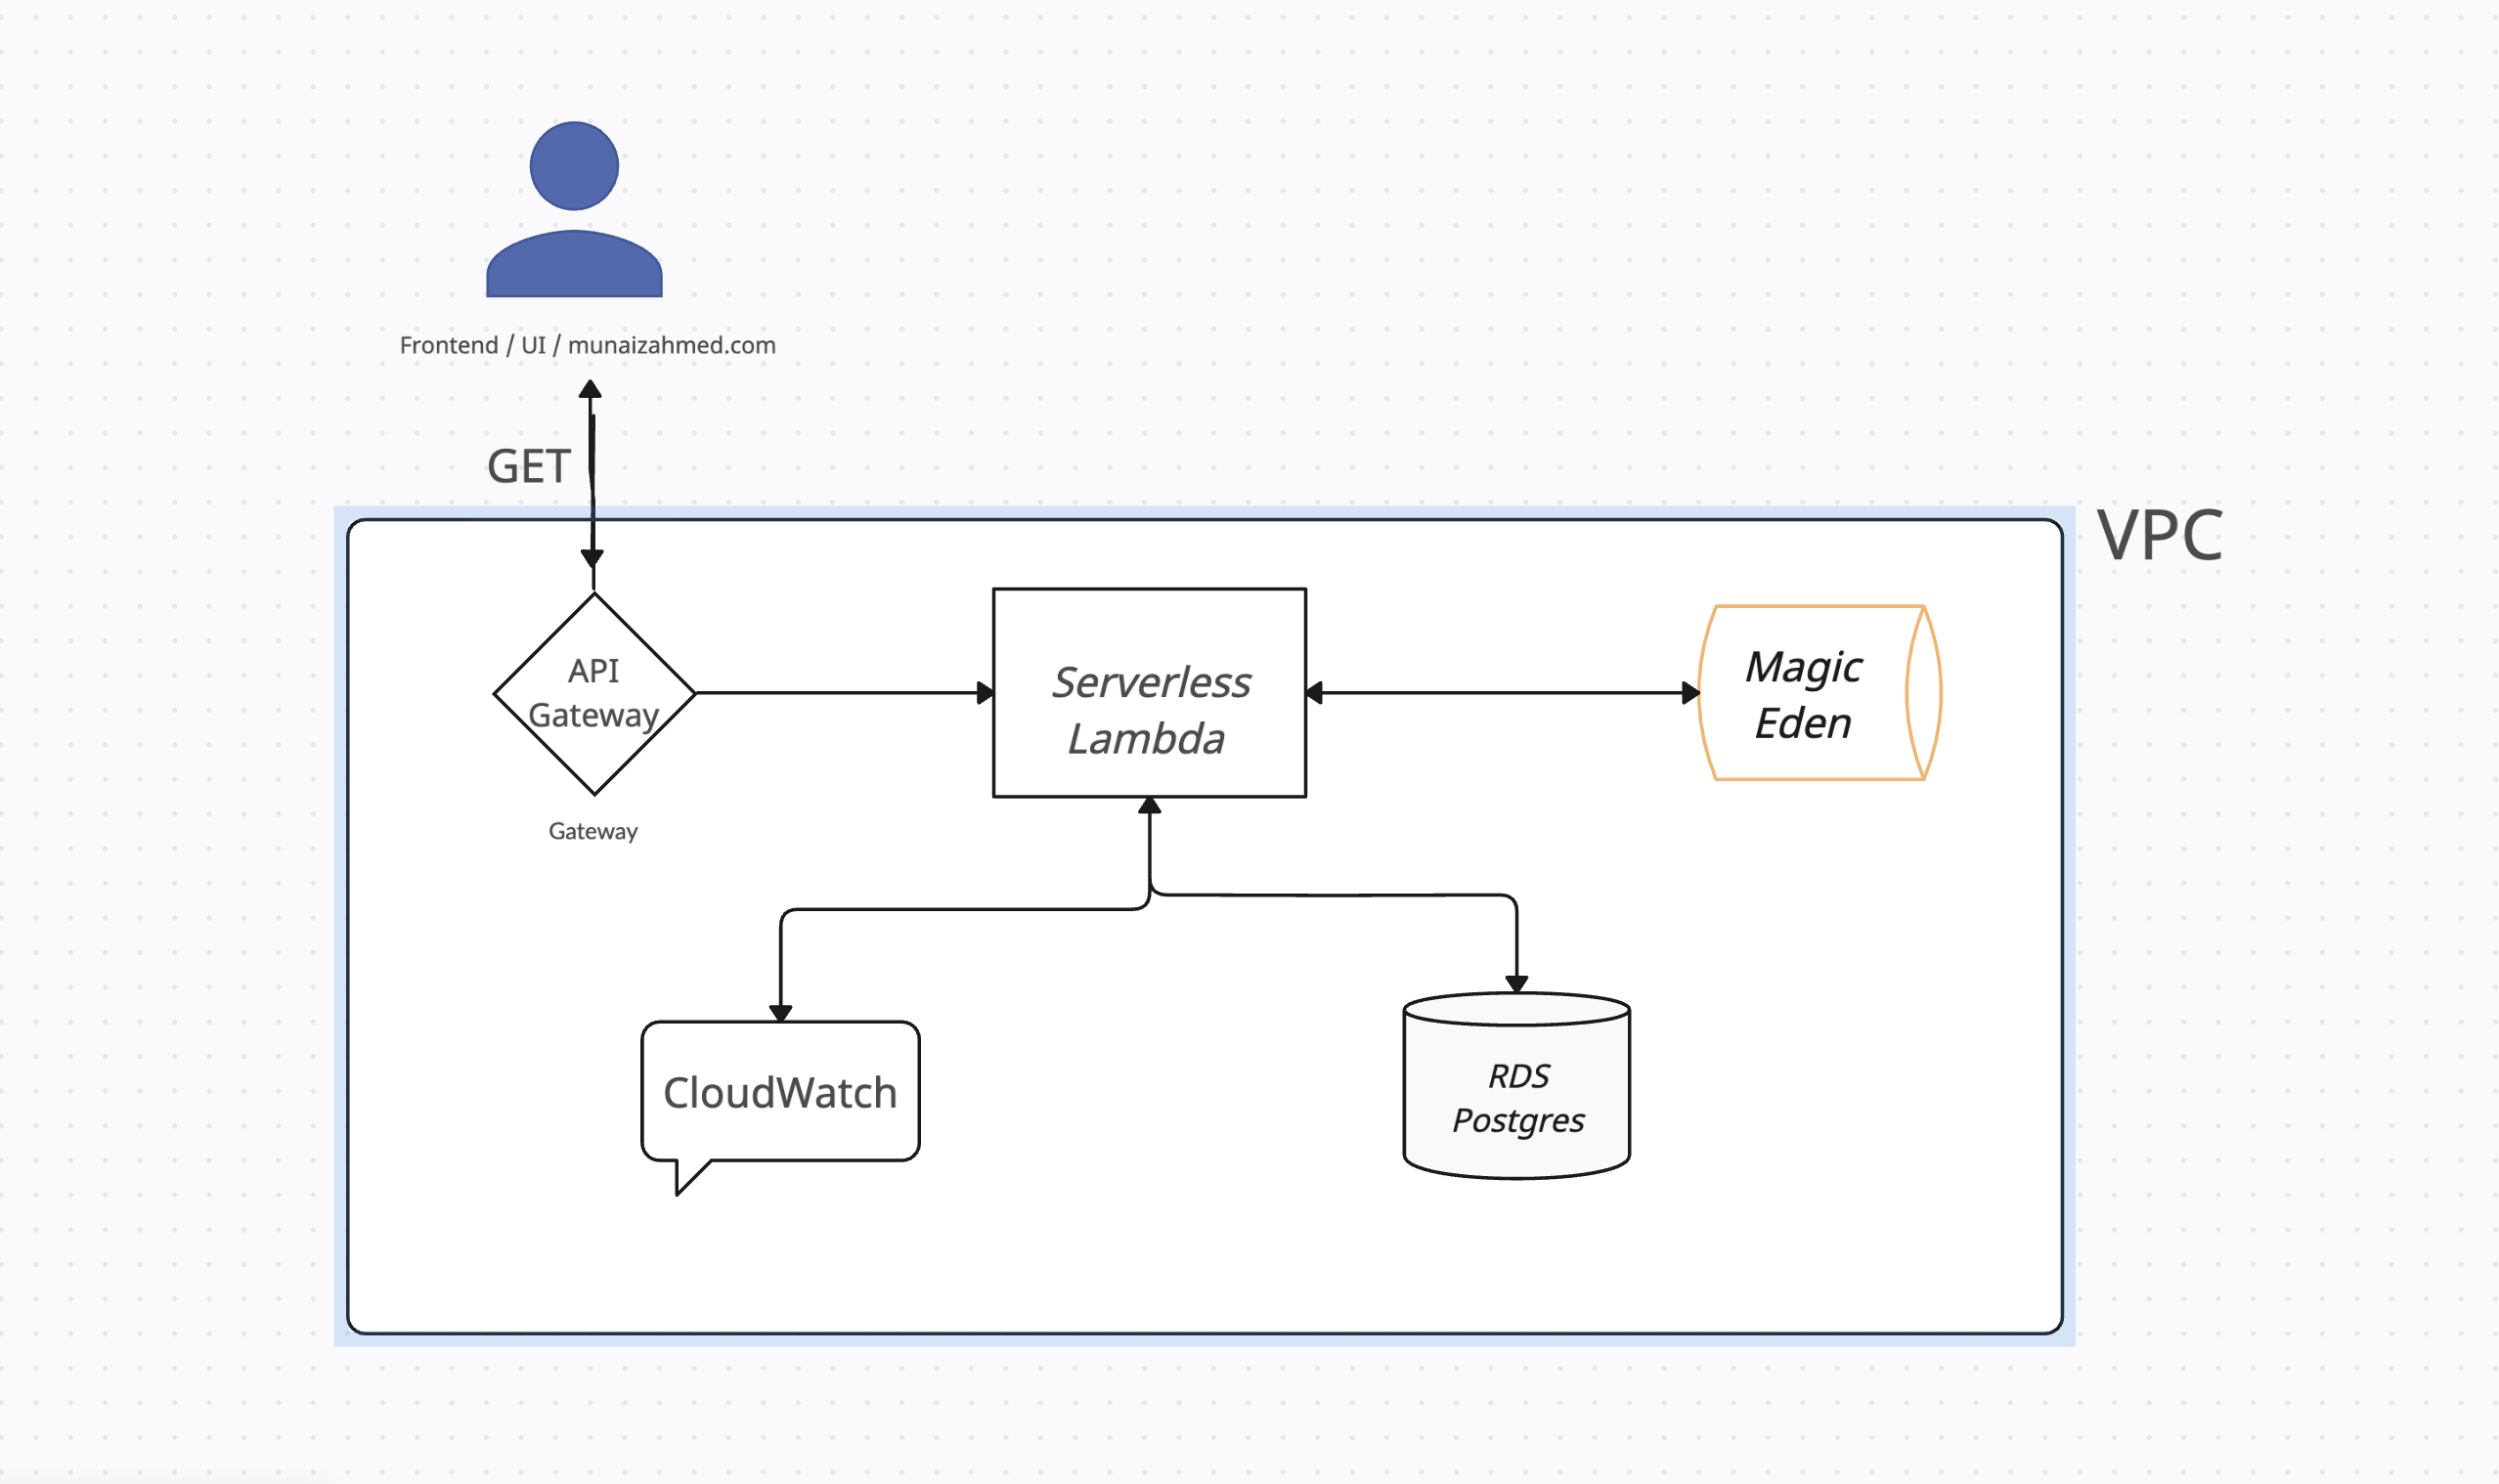 Frontend / UI / munaizahmed.com
GET
VPC
API
Gateway
Gateway
Serverless
Lambda
Magic
Eden
CloudWatch
RDS
Postgres